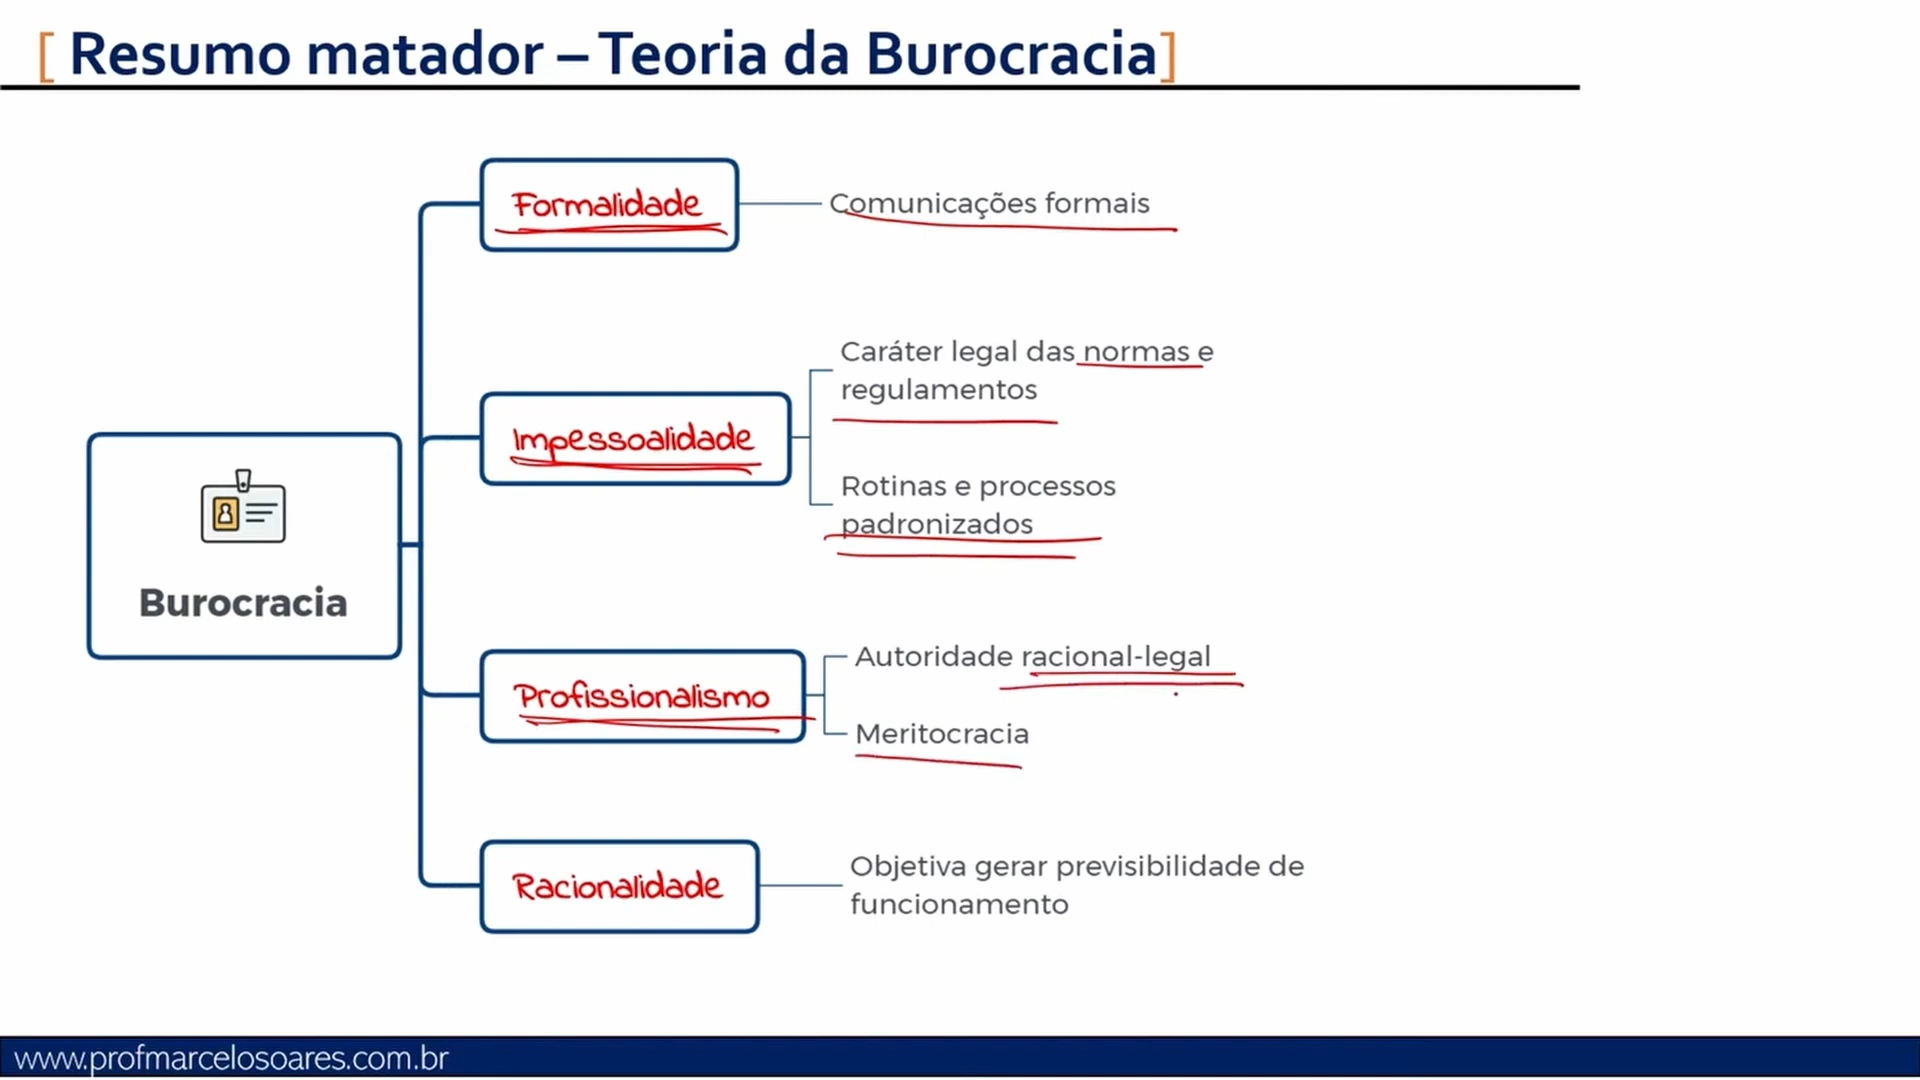 [ Resumo matador – Teoria da Burocracia]
Formalidade
Comunicações formais
Impessoalidade
Caráter legal das normas e
regulamentos
Rotinas e processos
padronizados
Burocracia
Profissionalismo
Autoridade racional-legal
Meritocracia
Racionalidade
Objetiva gerar previsibilidade de
funcionamento
www.profmarcelosoares.com.br